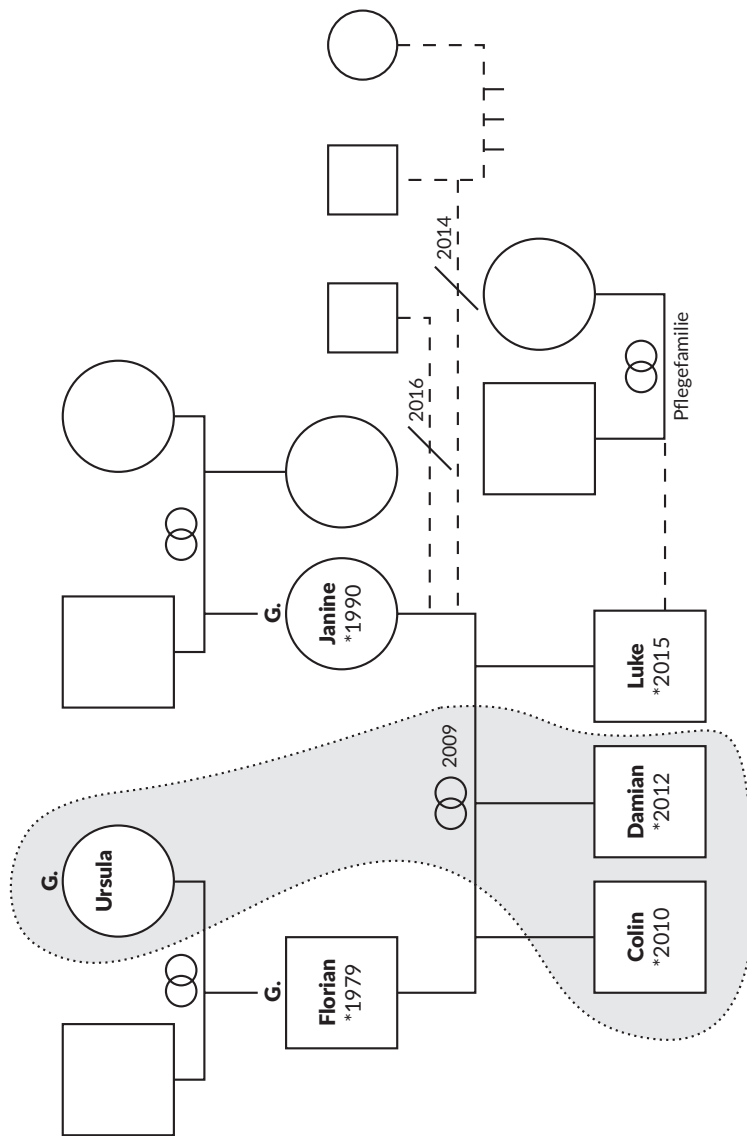 G.
Ursula
G.
Florian
*1979
G.
Janine
*1990
2016
2014
2009
Colin
*2010
Damian
*2012
Luke
*2015
Pflegefamilie